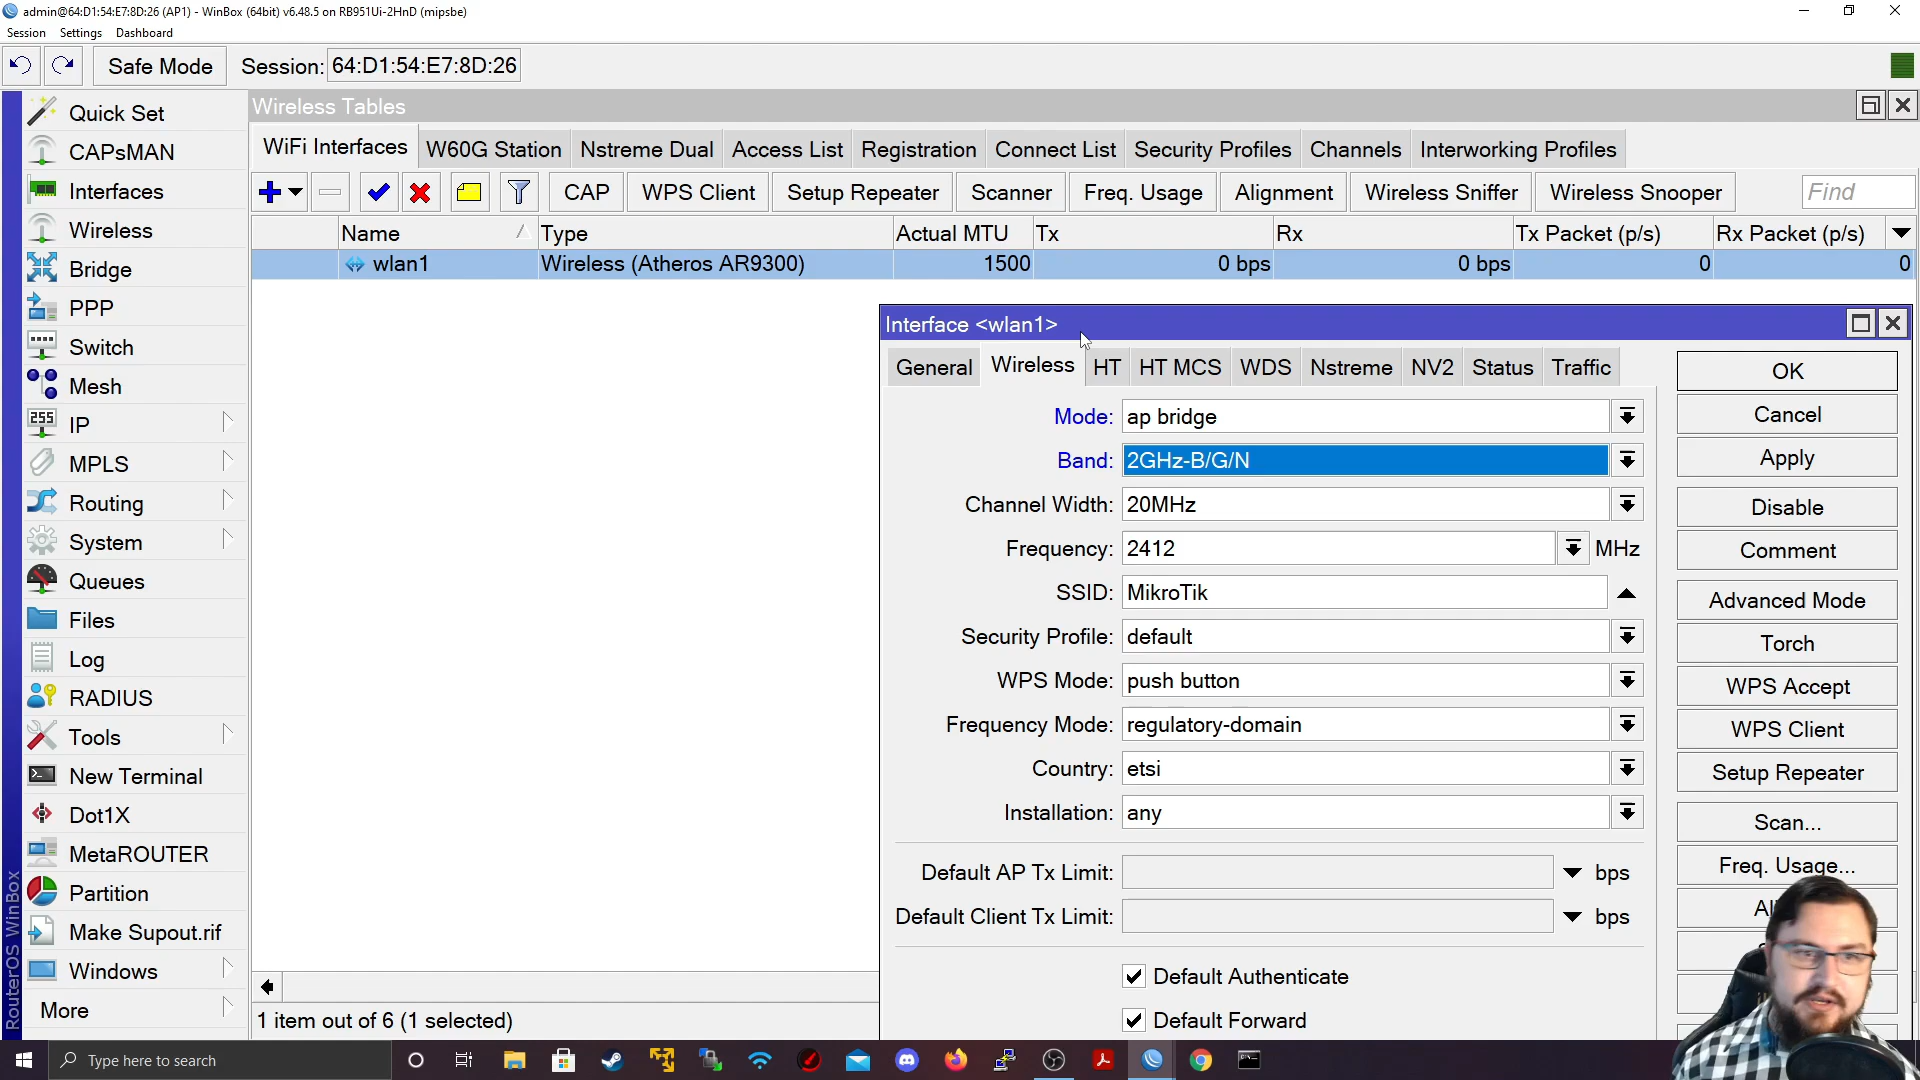 admin@64:D1:54:E7:8D:26 (AP1) - WinBox (64bit) v6.48.5 on RB951Ui-2HnD (mipsbe)
Session Settings Dashboard
Safe Mode Session: 64:D1:54:E7:8D:26
Quick Set
CAPsMAN
Interfaces
Wireless
Bridge
PPP
Switch
Mesh
255 IP
MPLS
Routing
System
Queues
Files
Log
RADIUS
Tools
New Terminal
Dot1X
MetaROUTER
Partition
Make Supout.rif
Windows
More
RouterOS WinBox
Wireless Tables
WiFi Interfaces W60G Station Nstreme Dual Access List Registration Connect List Security Profiles Channels Interworking Profiles
CAP WPS Client Setup Repeater Scanner Freq. Usage Alignment Wireless Sniffer Wireless Snooper Find
Name Type Actual MTU Tx Rx Tx Packet (p/s) Rx Packet (p/s)
wlan1 Wireless (Atheros AR9300) 1500 0 bps 0 bps 0 0
Interface <wlan1>
General Wireless HT HT MCS WDS Nstreme NV2 Status Traffic
Mode: ap bridge
Band: 2GHz-B/G/N
Channel Width: 20MHz
Frequency: 2412 MHz
SSID: MikroTik
Security Profile: default
WPS Mode: push button
Frequency Mode: regulatory-domain
Country: etsi
Installation: any
Default AP Tx Limit: bps
Default Client Tx Limit: bps
Default Authenticate
Default Forward
OK
Cancel
Apply
Disable
Comment
Advanced Mode
Torch
WPS Accept
WPS Client
Setup Repeater
Scan...
Freq. Usage...
1 item out of 6 (1 selected)
Type here to search